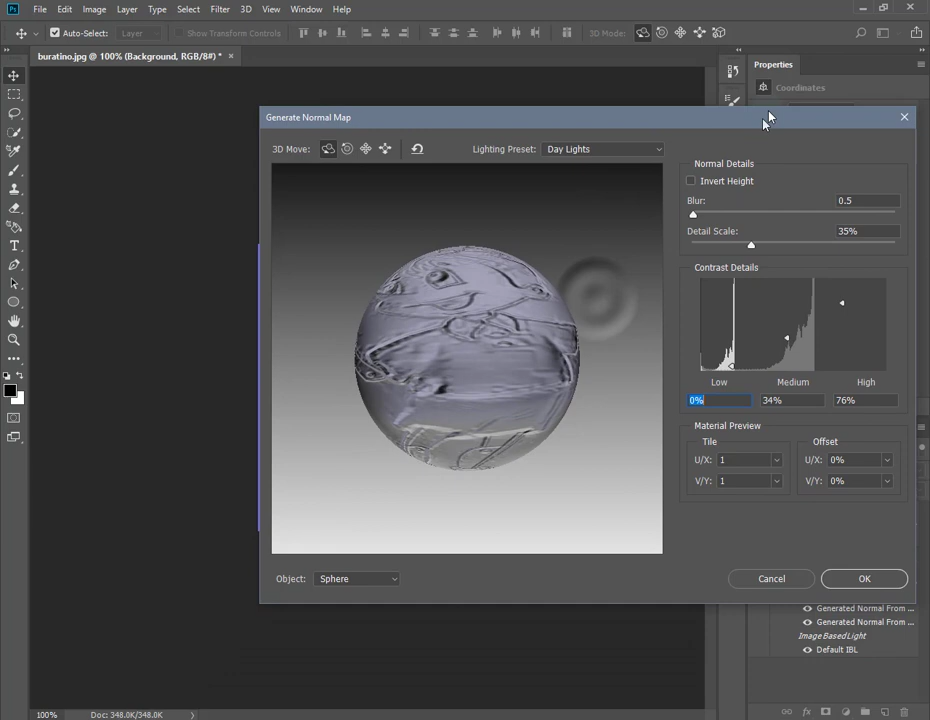 Ps File Edit Image Layer Type Select Filter 3D View Window Help
Auto-Select: Layer Show Transform Controls 3D Mode:
buratino.jpg @ 100% (Background, RGB/8#) * ×
Properties
Coordinates
Generate Normal Map
3D Move:
Lighting Preset: Day Lights
Normal Details
Invert Height
Blur: 0.5
Detail Scale: 35%
Contrast Details
Low Medium High
0% 34% 76%
Material Preview
Tile Offset
U/X: 1 U/X: 0%
V/Y: 1 V/Y: 0%
Object: Sphere
Cancel OK
Generated Normal From ...
Generated Normal From ...
Image Based Light
Default IBL
100% Doc: 348.0K/348.0K